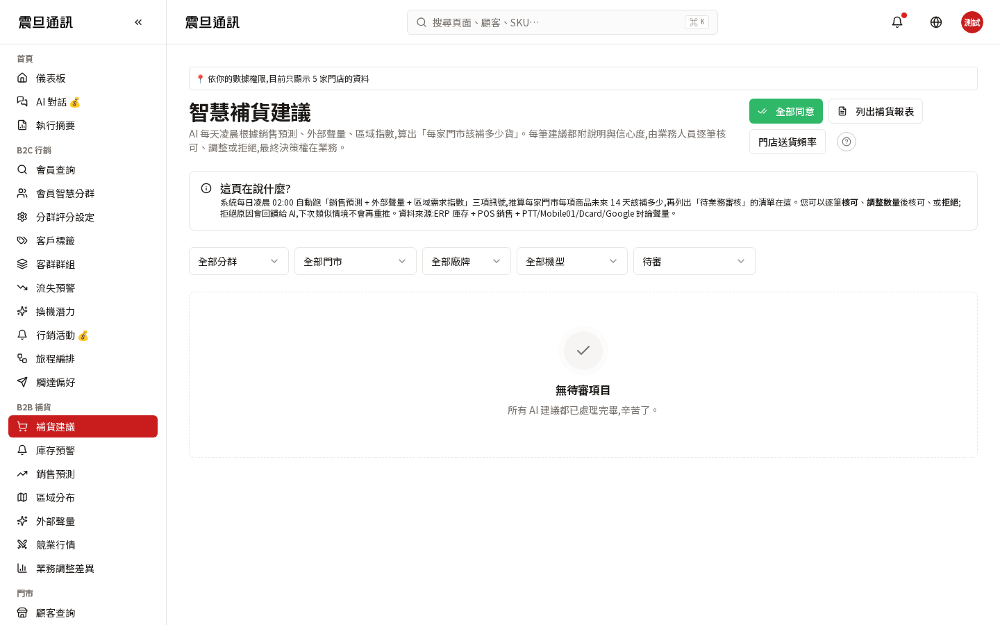 震旦通訊
震旦通訊
搜尋頁面、顧客、SKU…
⌘ K
測試
首頁
儀表板
AI 對話 💰
執行摘要
B2C 行銷
會員查詢
會員智慧分群
分群評分設定
客戶標籤
客群群組
流失預警
換機潛力
行銷活動 💰
旅程編排
觸達偏好
B2B 補貨
補貨建議
庫存預警
銷售預測
區域分布
外部聲量
競業行情
業務調整差異
門市
顧客查詢
📍 依你的數據權限,目前只顯示 5 家門店的資料
智慧補貨建議
AI 每天凌晨根據銷售預測、外部聲量、區域指數,算出「每家門市該補多少貨」。每筆建議都附說明與信心度,由業務人員逐筆核
可、調整或拒絕,最終決策權在業務。
全部同意
列出補貨報表
門店送貨頻率
這頁在說什麼?
系統每日凌晨 02:00 自動跑「銷售預測 + 外部聲量 + 區域需求指數」三項訊號,推算每家門市每項商品未來 14 天該補多少,再列出「待業務審核」的清單在這。您可以逐筆核可、調整數量後核可、或拒絕;
拒絕原因會回饋給 AI,下次類似情境不會再重推。資料來源:ERP 庫存 + POS 銷售 + PTT/Mobile01/Dcard/Google 討論聲量。
全部分群
全部門市
全部廠牌
全部機型
待審
無待審項目
所有 AI 建議都已處理完畢,辛苦了。